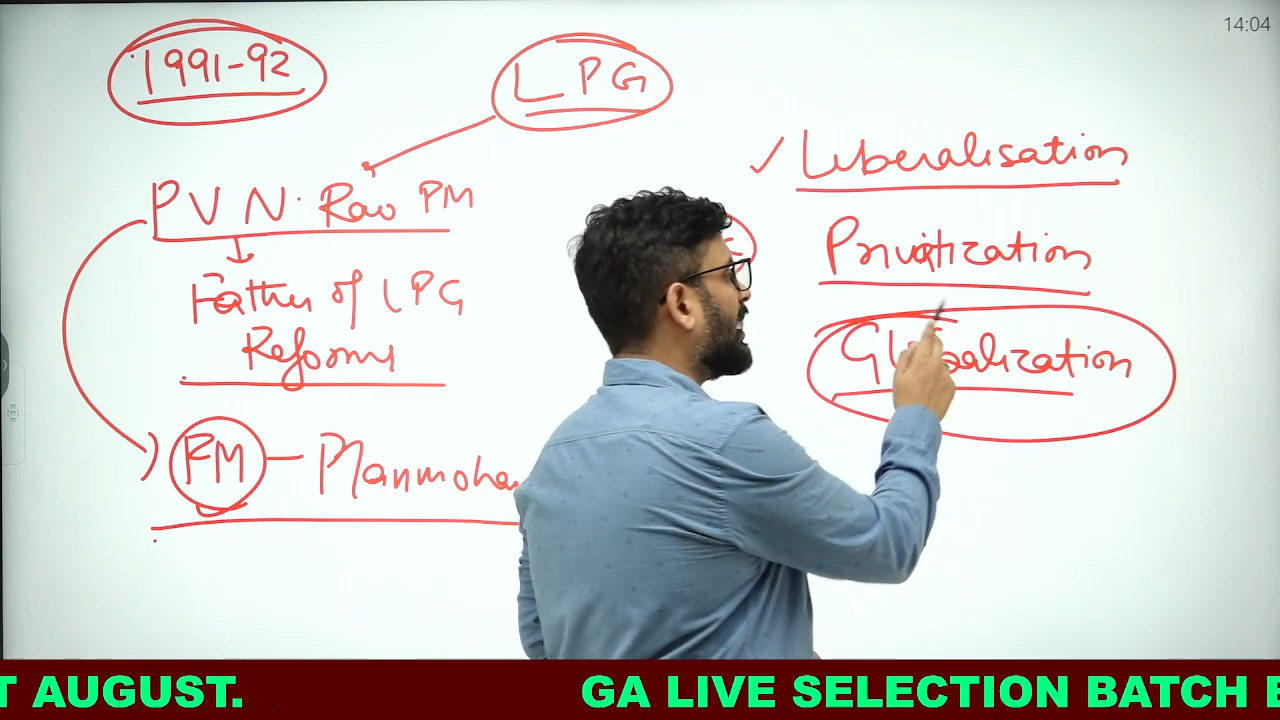 14:04
1991-92
LPG
PVN. Rao PM
Father of LPG
Reforms
FM - Manmoha
✓ Liberalisation
Privatization
Globalization
T AUGUST.
GA LIVE SELECTION BATCH